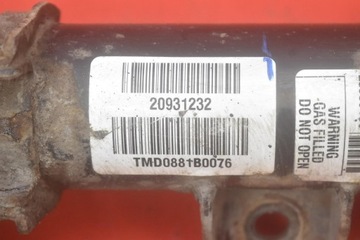 20931232
TMD0881B0076
WARNING
-GAS FILLED
DO NOT OPEN